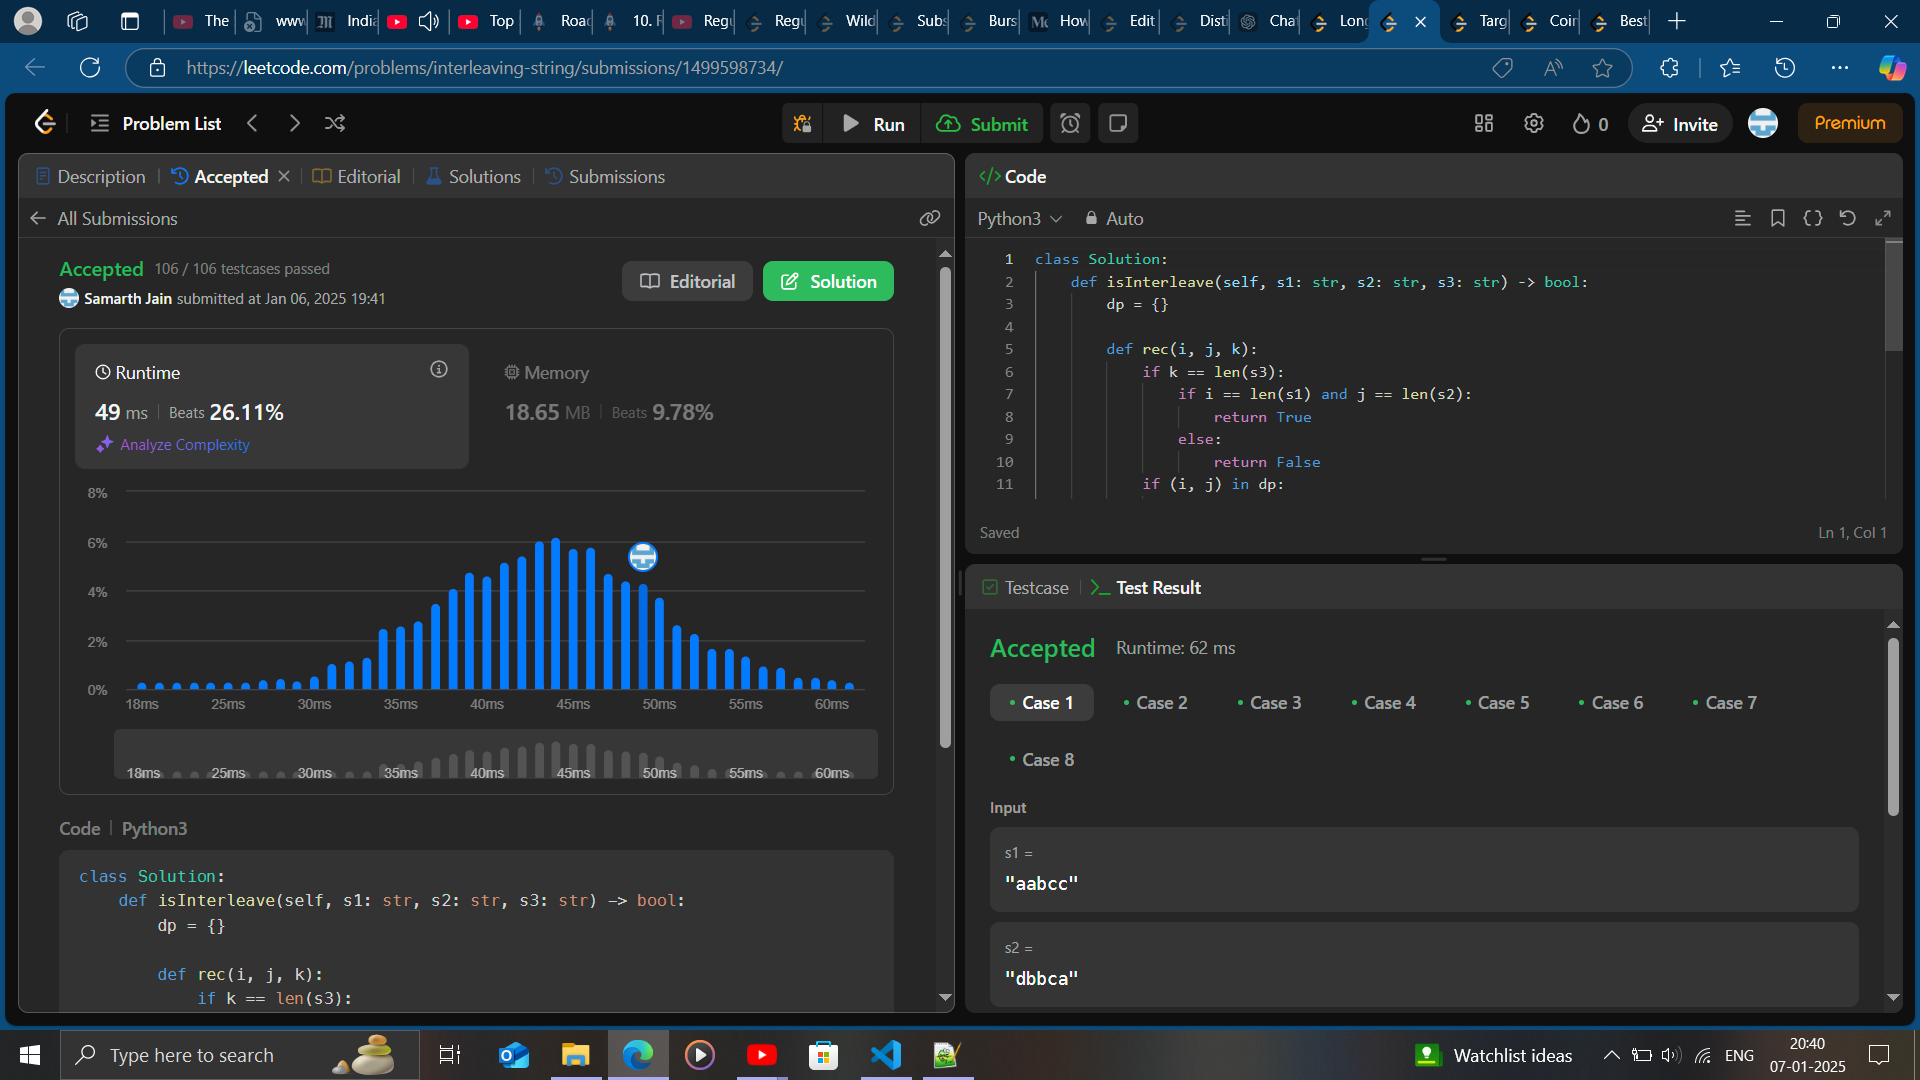 The
www
India
Top
Road
10. F
Regu
Regu
Wild
Subs
Burs
How
Edit
Disti
Chat
Long
Targ
Coin
Best
https://leetcode.com/problems/interleaving-string/submissions/1499598734/
Problem List
Run
Submit
0
Invite
Premium
Description
Accepted
Editorial
Solutions
Submissions
All Submissions
Accepted 106 / 106 testcases passed
Samarth Jain submitted at Jan 06, 2025 19:41
Editorial
Solution
Runtime
49 ms | Beats 26.11%
Analyze Complexity
Memory
18.65 MB | Beats 9.78%
8%
6%
4%
2%
0%
18ms 25ms 30ms 35ms 40ms 45ms 50ms 55ms 60ms
18ms 25ms 30ms 35ms 40ms 45ms 50ms 55ms 60ms
Code | Python3
class Solution:
    def isInterleave(self, s1: str, s2: str, s3: str) -> bool:
        dp = {}
        def rec(i, j, k):
            if k == len(s3):
</> Code
Python3
Auto
1 class Solution:
2     def isInterleave(self, s1: str, s2: str, s3: str) -> bool:
3         dp = {}
4
5         def rec(i, j, k):
6             if k == len(s3):
7                 if i == len(s1) and j == len(s2):
8                     return True
9                 else:
10                     return False
11             if (i, j) in dp:
Saved
Ln 1, Col 1
Testcase
Test Result
Accepted Runtime: 62 ms
Case 1 Case 2 Case 3 Case 4 Case 5 Case 6 Case 7
Case 8
Input
s1 =
"aabcc"
s2 =
"dbbca"
Type here to search
Watchlist ideas
ENG
20:40
07-01-2025